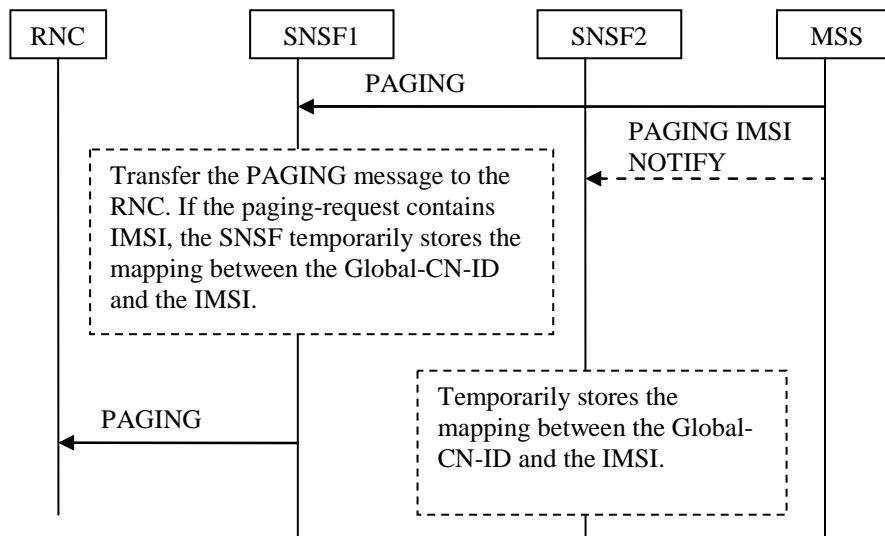 RNC
SNSF1
SNSF2
MSS
PAGING
PAGING IMSI
NOTIFY
Transfer the PAGING message to the
RNC. If the paging-request contains
IMSI, the SNSF temporarily stores the
mapping between the Global-CN-ID
and the IMSI.
Temporarily stores the
mapping between the Global-
CN-ID and the IMSI.
PAGING